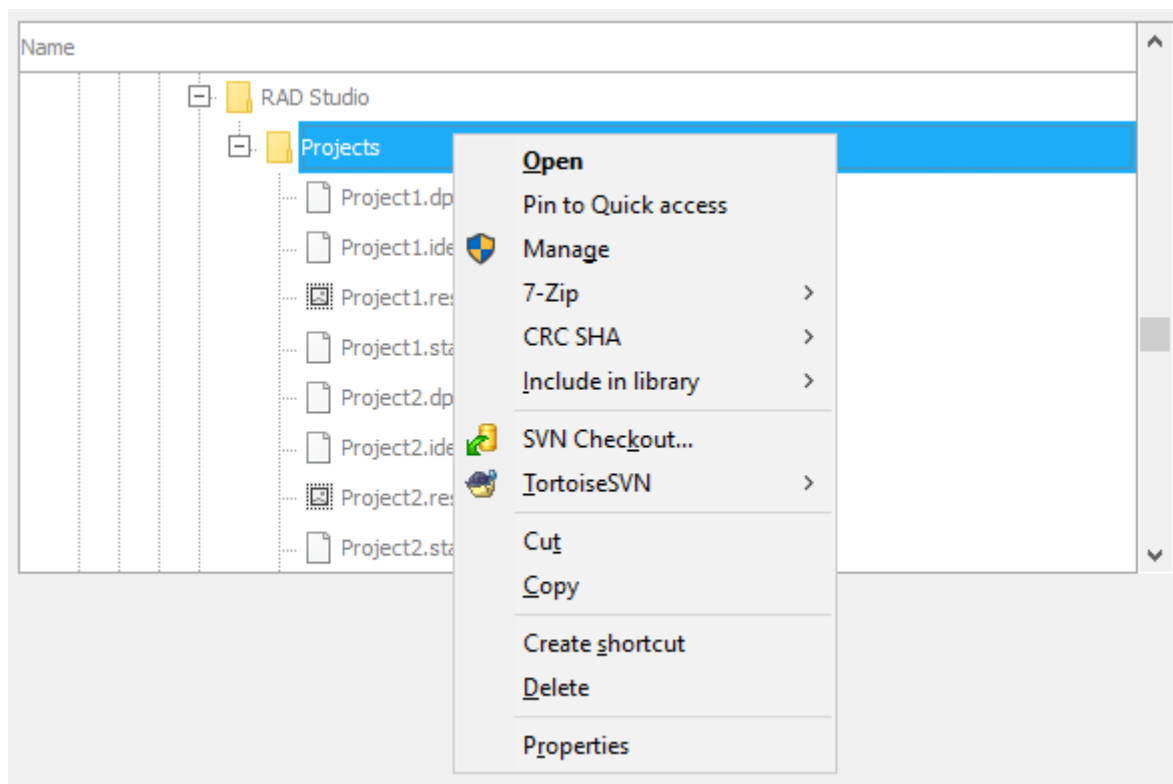 Name
RAD Studio
Projects
Project1.dp
Project1.ide
Project1.res
Project1.sta
Project2.dp
Project2.ide
Project2.res
Project2.sta
Open
Pin to Quick access
Manage
7-Zip
CRC SHA
Include in library
SVN Checkout...
TortoiseSVN
Cut
Copy
Create shortcut
Delete
Properties